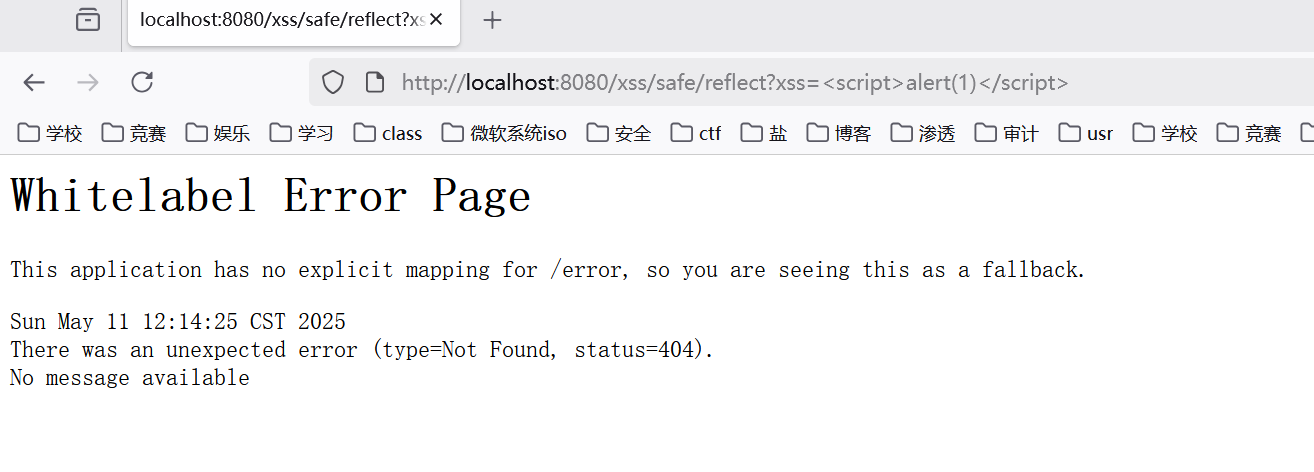 localhost:8080/xss/safe/reflect?xs
http://localhost:8080/xss/safe/reflect?xss=<script>alert(1)</script>
学校 竞赛 娱乐 学习 class 微软系统iso 安全 ctf 盐 博客 渗透 审计 usr 学校 竞赛
Whitelabel Error Page
This application has no explicit mapping for /error, so you are seeing this as a fallback.
Sun May 11 12:14:25 CST 2025
There was an unexpected error (type=Not Found, status=404).
No message available